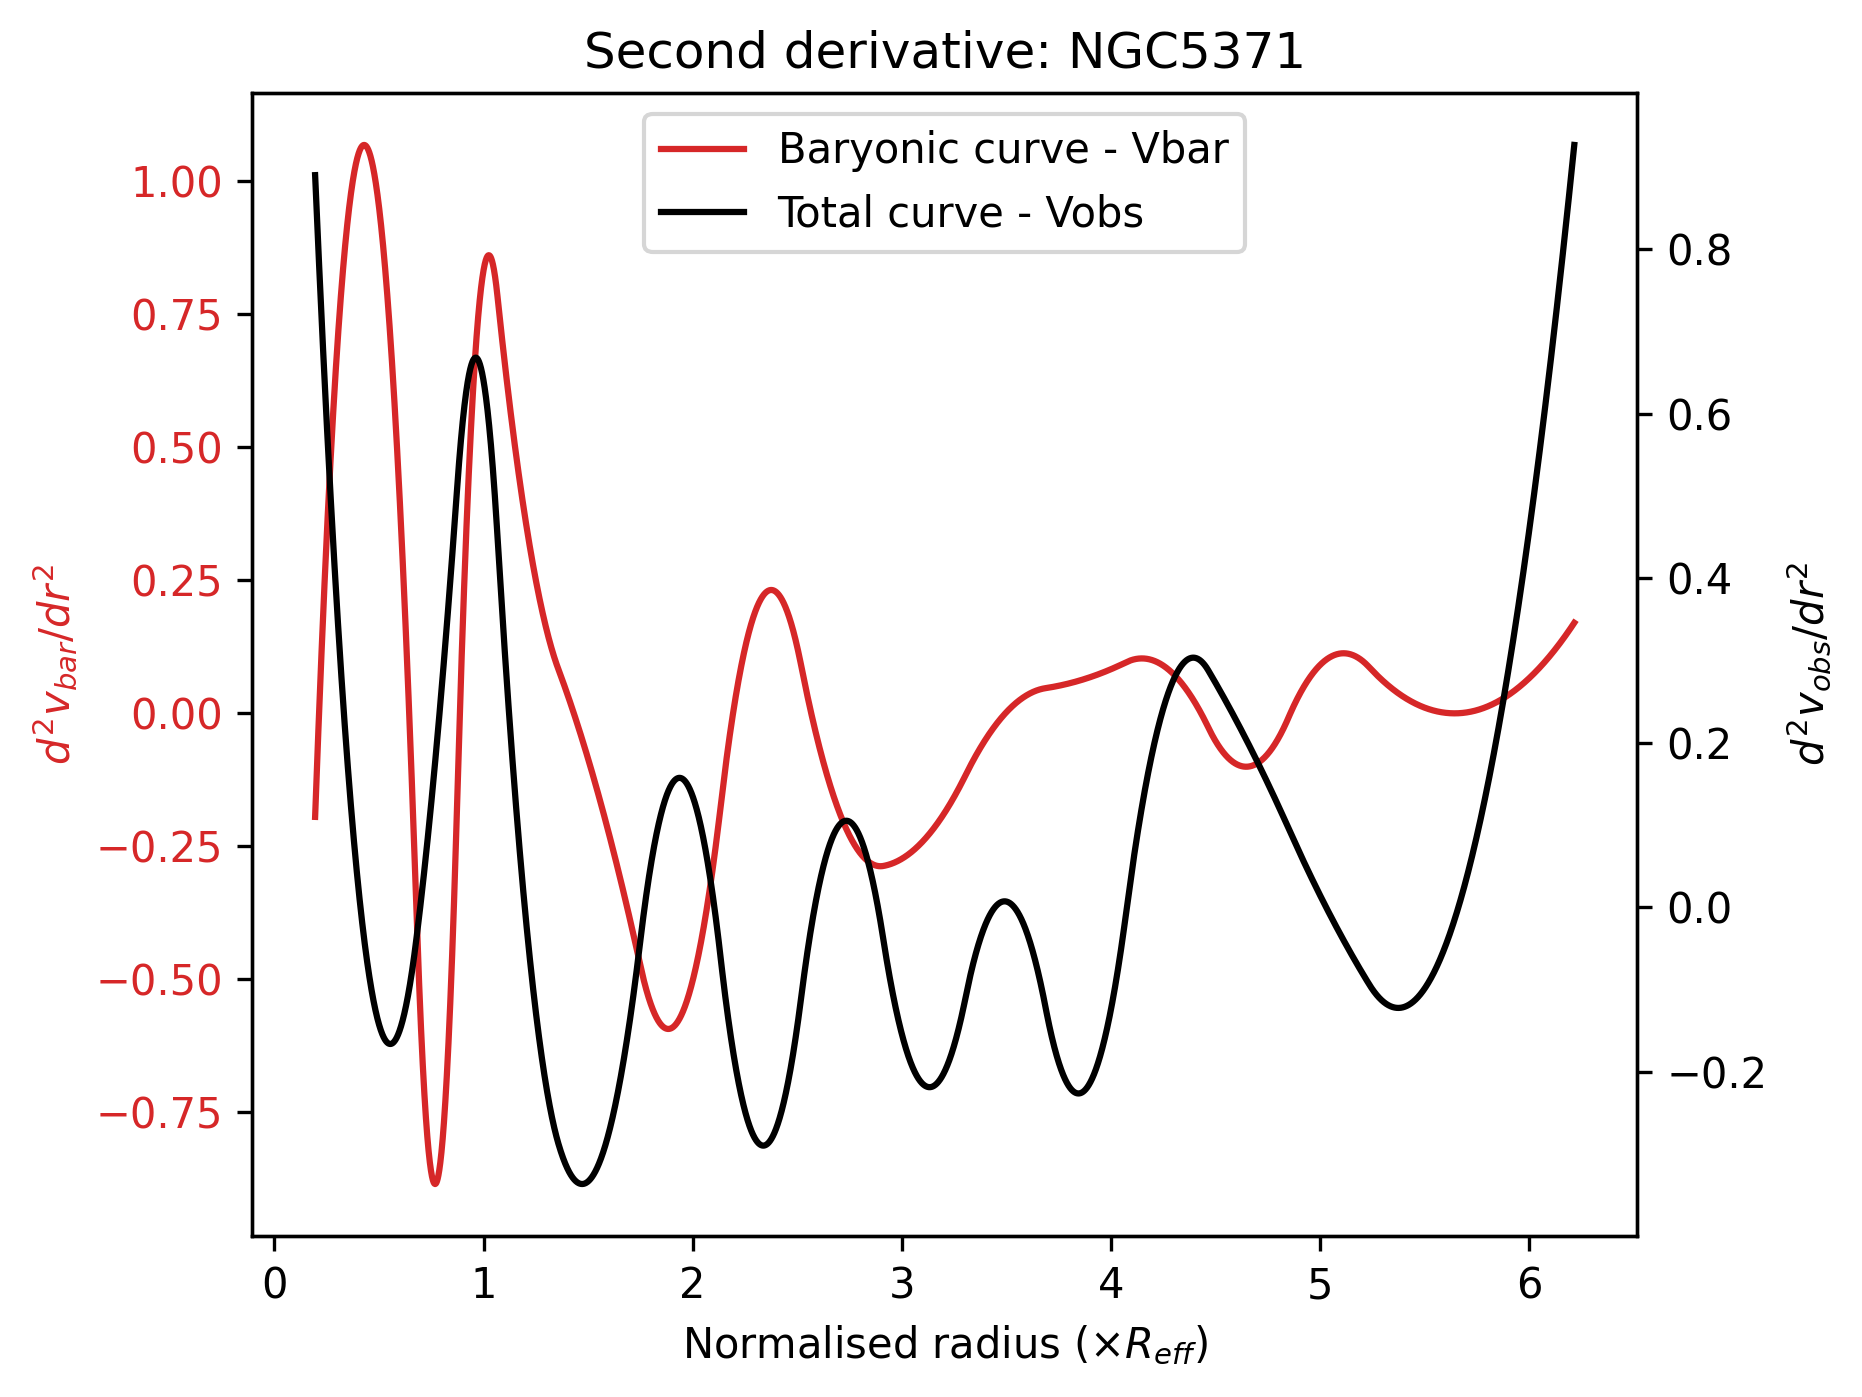 Second derivative: NGC5371
Baryonic curve - Vbar
Total curve - Vobs
1.00
0.75
0.50
0.25
0.00
−0.25
−0.50
−0.75
d²v_bar/dr²
0.8
0.6
0.4
0.2
0.0
−0.2
d²v_obs/dr²
0 1 2 3 4 5 6
Normalised radius (×R_eff)